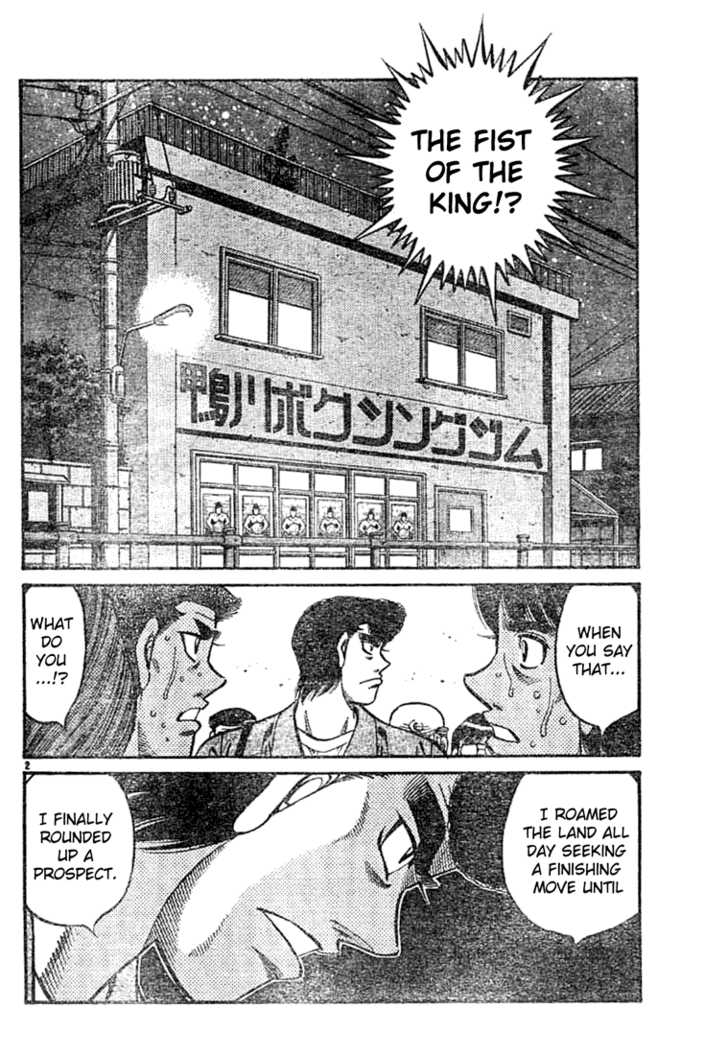 THE FIST
OF THE
KING!?
鴨川ボクシングジム
WHEN
YOU SAY
THAT...
WHAT
DO
YOU
...!?
2
I ROAMED
THE LAND ALL
DAY SEEKING
A FINISHING
MOVE UNTIL
I FINALLY
ROUNDED
UP A
PROSPECT.